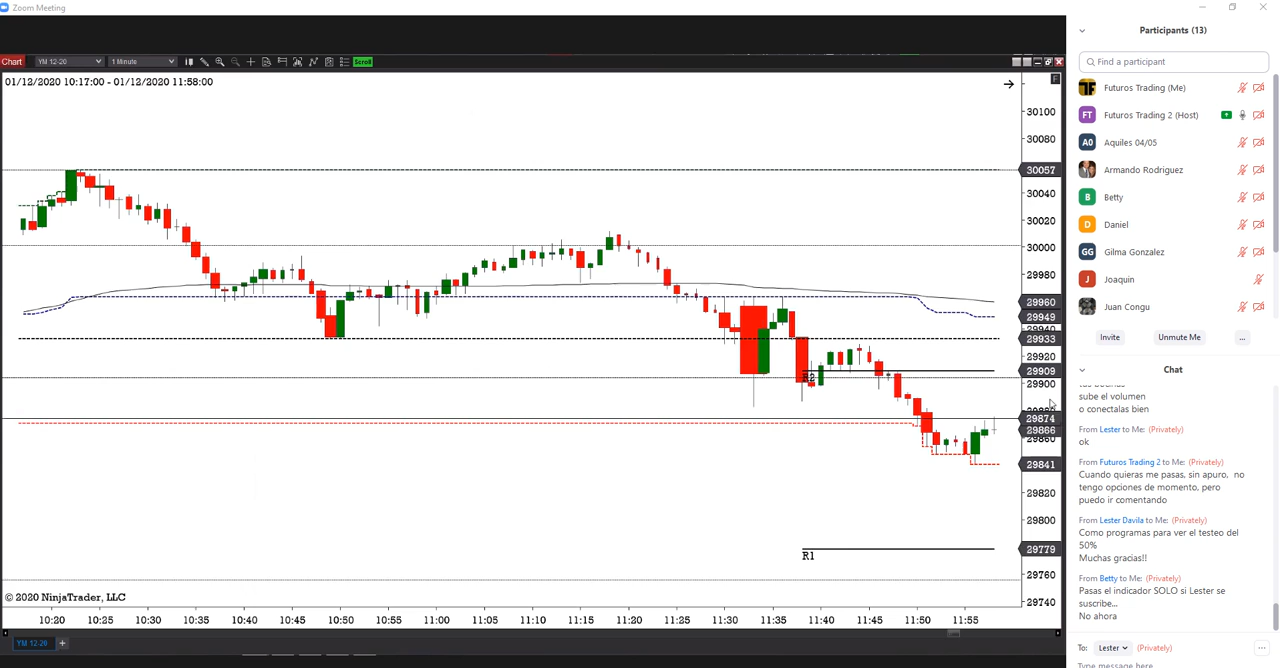 Zoom Meeting
Chart YM 12-20 1 Minute Scroll
01/12/2020 10:17:00 - 01/12/2020 11:58:00
F
30100
30080
30057
30040
30020
30000
29980
29960
29949
29940
29933
29920
29909
29900
29874
29866
29860
29841
29820
29800
29779
29760
29740
R2
R1
© 2020 NinjaTrader, LLC
10:20 10:25 10:30 10:35 10:40 10:45 10:50 10:55 11:00 11:05 11:10 11:15 11:20 11:25 11:30 11:35 11:40 11:45 11:50 11:55
YM 12-20 +
Participants (13)
Find a participant
Futuros Trading (Me)
FT Futuros Trading 2 (Host)
A0 Aquiles 04/05
Armando Rodriguez
B Betty
D Daniel
GG Gilma Gonzalez
J Joaquin
Juan Congu
Invite Unmute Me ...
Chat
sube el volumen
o conectalas bien
From Lester to Me: (Privately)
ok
From Futuros Trading 2 to Me: (Privately)
Cuando quieras me pasas, sin apuro, no
tengo opciones de momento, pero
puedo ir comentando
From Lester Davila to Me: (Privately)
Como programas para ver el testeo del
50%
Muchas gracias!!
From Betty to Me: (Privately)
Pasas el indicador SOLO si Lester se
suscribe...
No ahora
To: Lester (Privately) ...
Type message here